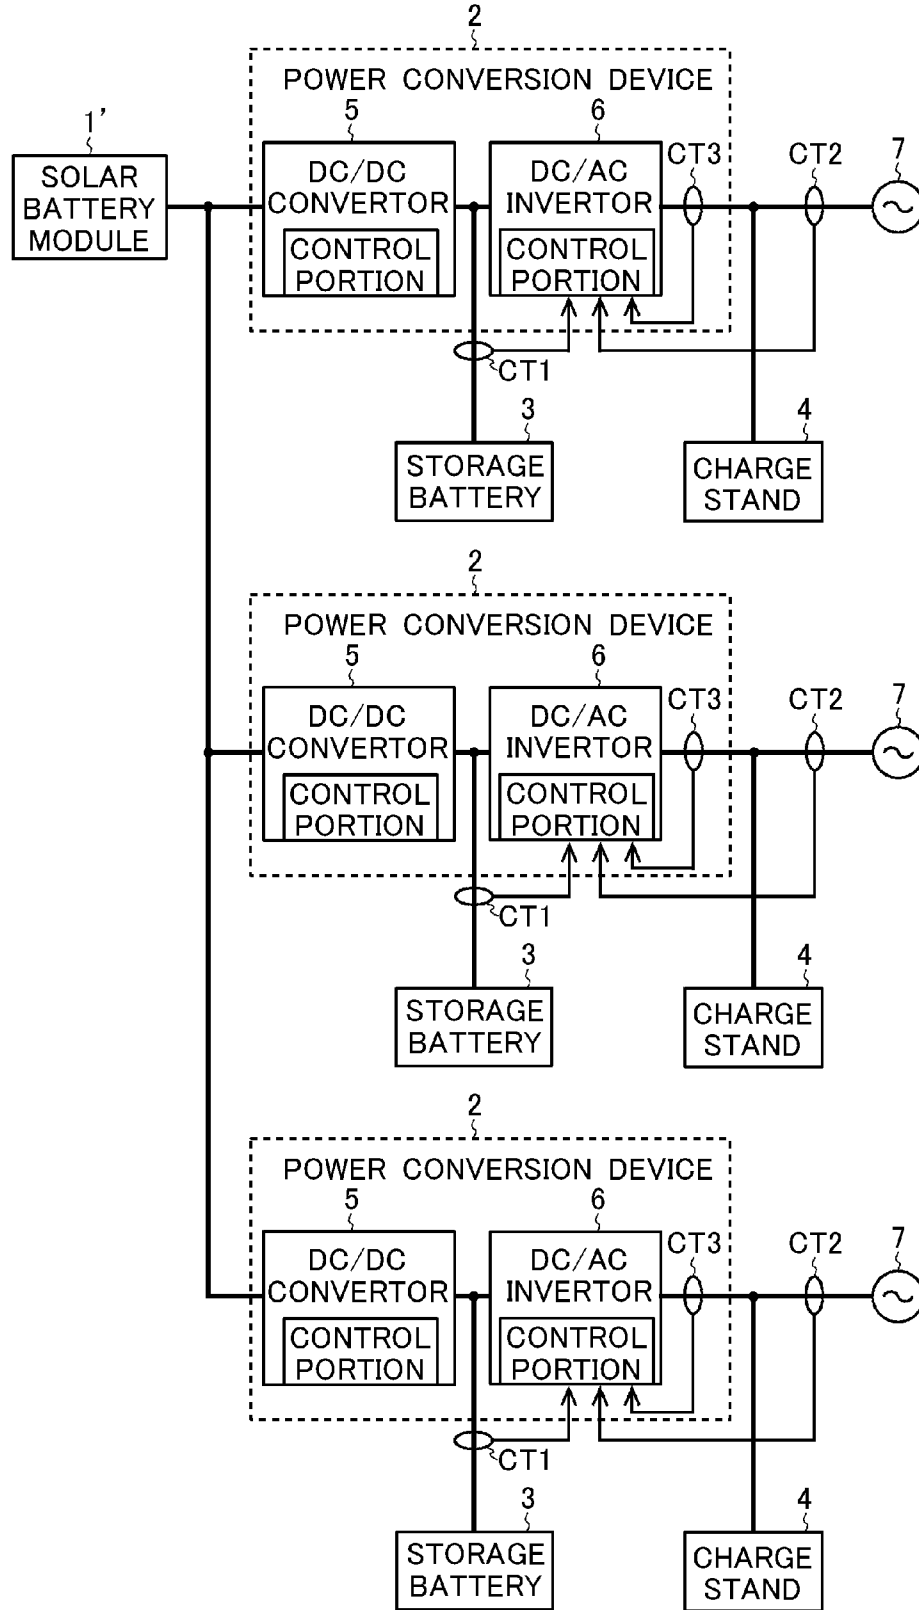 2
POWER CONVERSION DEVICE
1’
5
6
7
SOLAR
BATTERY
MODULE
DC/DC
CONVERTOR
CONTROL
PORTION
DC/AC
INVERTOR
CONTROL
PORTION
CT3
CT2
CT1
3
4
STORAGE
BATTERY
CHARGE
STAND
2
POWER CONVERSION DEVICE
5
6
7
DC/DC
CONVERTOR
CONTROL
PORTION
DC/AC
INVERTOR
CONTROL
PORTION
CT3
CT2
CT1
3
4
STORAGE
BATTERY
CHARGE
STAND
2
POWER CONVERSION DEVICE
5
6
7
DC/DC
CONVERTOR
CONTROL
PORTION
DC/AC
INVERTOR
CONTROL
PORTION
CT3
CT2
CT1
3
4
STORAGE
BATTERY
CHARGE
STAND